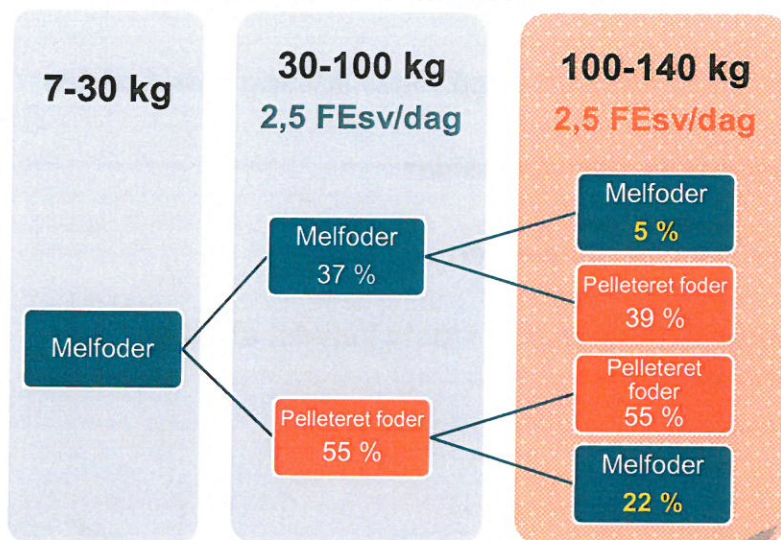 7-30 kg
Melfoder
30-100 kg
2,5 FEsv/dag
Melfoder
37 %
Pelleteret foder
55 %
100-140 kg
2,5 FEsv/dag
Melfoder
5 %
Pelleteret foder
39 %
Pelleteret
foder
55 %
Melfoder
22 %